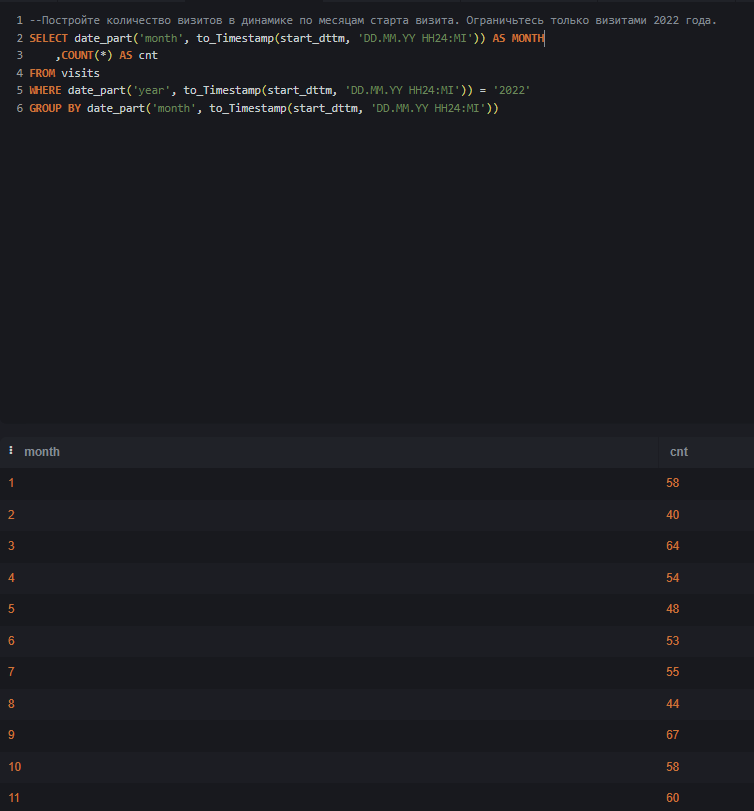 1 --Постройте количество визитов в динамике по месяцам старта визита. Ограничьтесь только визитами 2022 года.
2 SELECT date_part('month', to_Timestamp(start_dttm, 'DD.MM.YY HH24:MI')) AS MONTH
3 ,COUNT(*) AS cnt
4 FROM visits
5 WHERE date_part('year', to_Timestamp(start_dttm, 'DD.MM.YY HH24:MI')) = '2022'
6 GROUP BY date_part('month', to_Timestamp(start_dttm, 'DD.MM.YY HH24:MI'))
month cnt
1 58
2 40
3 64
4 54
5 48
6 53
7 55
8 44
9 67
10 58
11 60